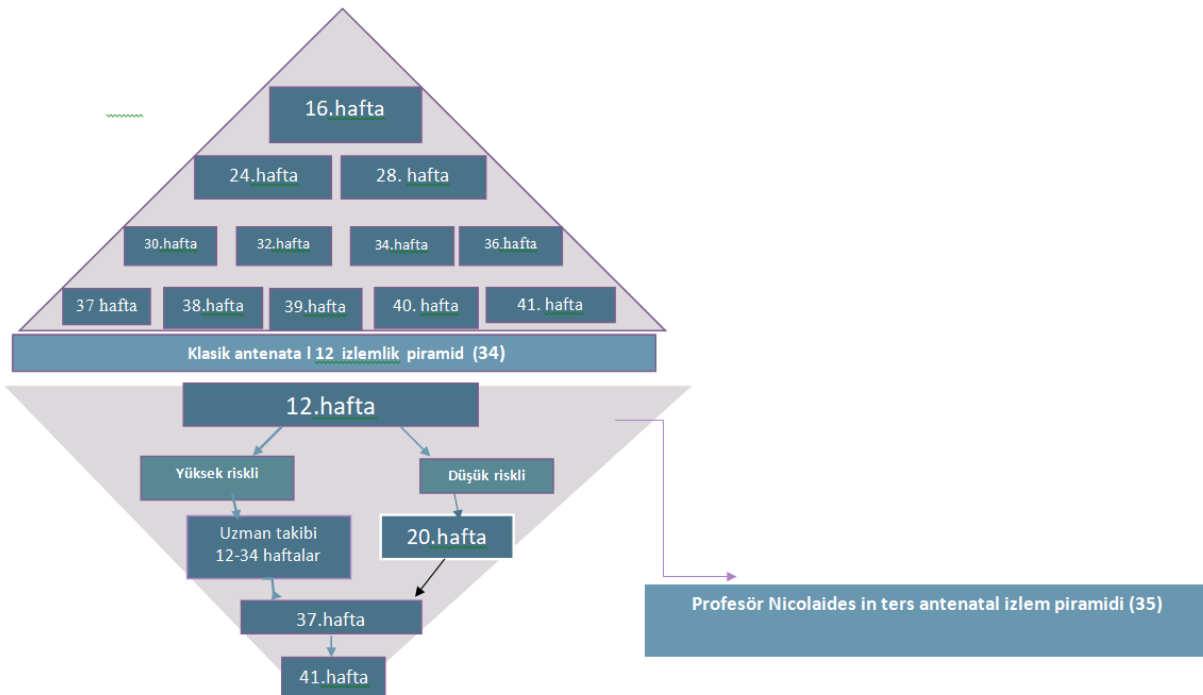 16.hafta
24.hafta
28. hafta
30.hafta
32.hafta
34.hafta
36.hafta
37 hafta
38.hafta
39.hafta
40. hafta
41. hafta
Klasik antenata l 12 izlemlik piramid (34)
12.hafta
Yüksek riskli
Düşük riskli
Uzman takibi
12-34 haftalar
20.hafta
37.hafta
41.hafta
Profesör Nicolaides in ters antenatal izlem piramidi (35)